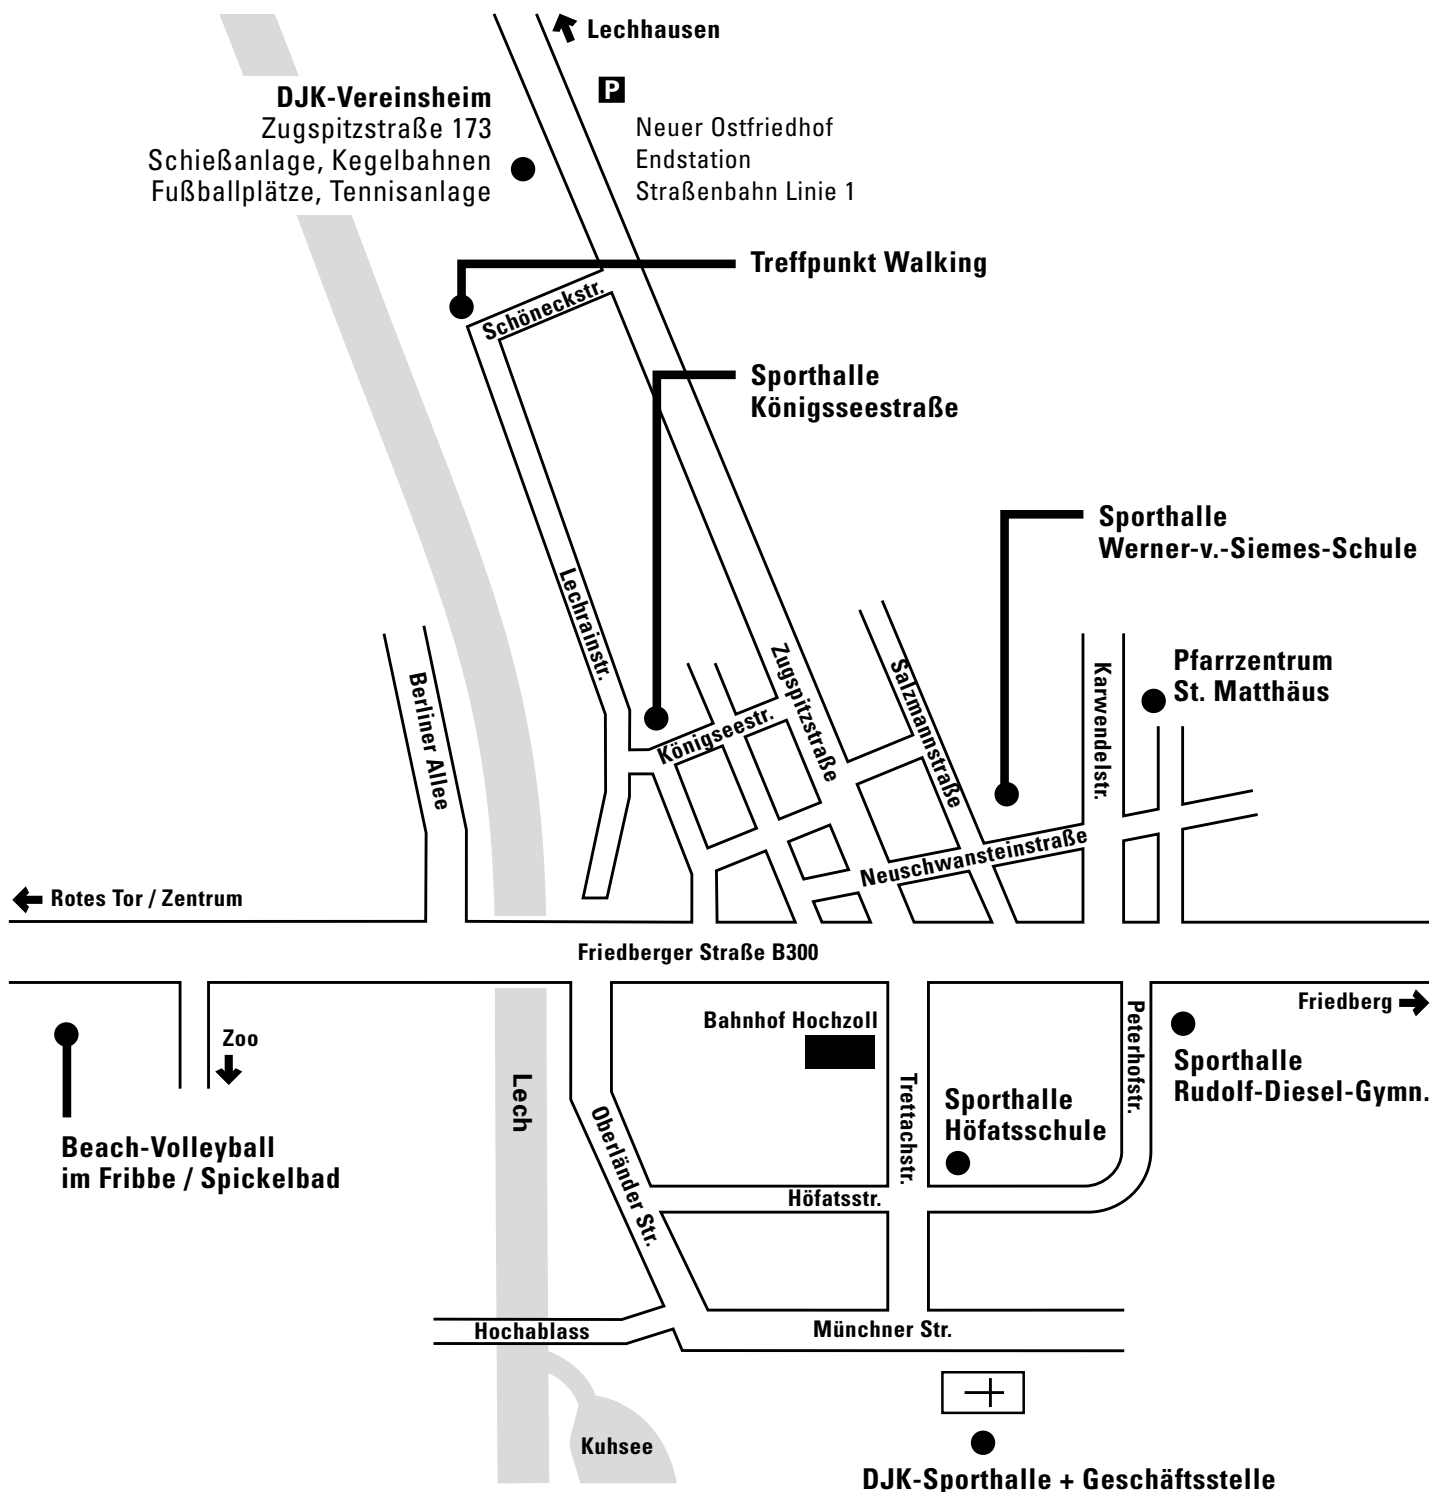 Lechhausen
DJK-Vereinsheim
Zugspitzstraße 173
Schießanlage, Kegelbahnen
Fußballplätze, Tennisanlage
P
Neuer Ostfriedhof
Endstation
Straßenbahn Linie 1
Treffpunkt Walking
Schöneckstr.
Sporthalle
Königsseestraße
Sporthalle
Werner-v.-Siemes-Schule
Lechrainstr.
Berliner Allee
Königseestr.
Zugspitzstraße
Salzmannstraße
Karwendelstr.
Pfarrzentrum
St. Matthäus
Neuschwansteinstraße
Rotes Tor / Zentrum
Friedberger Straße B300
Friedberg
Zoo
Beach-Volleyball
im Fribbe / Spickelbad
Lech
Bahnhof Hochzoll
Oberländer Str.
Trettachstr.
Peterhofstr.
Sporthalle
Rudolf-Diesel-Gymn.
Sporthalle
Höfatsschule
Höfatsstr.
Hochablass
Münchner Str.
Kuhsee
DJK-Sporthalle + Geschäftsstelle